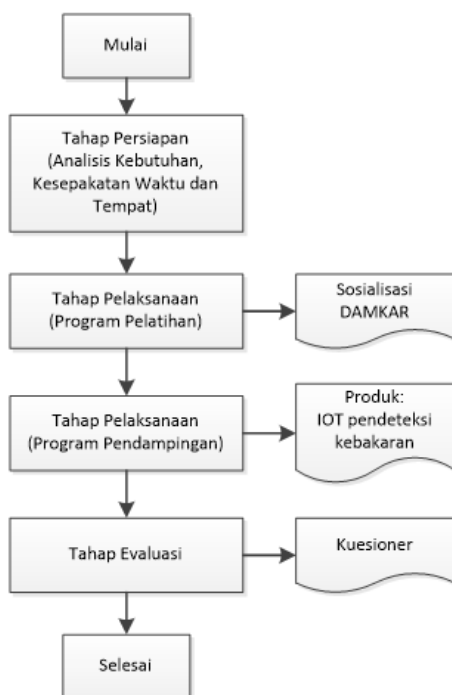 Mulai
Tahap Persiapan
(Analisis Kebutuhan,
Kesepakatan Waktu dan
Tempat)
Tahap Pelaksanaan
(Program Pelatihan)
Sosialisasi
DAMKAR
Tahap Pelaksanaan
(Program Pendampingan)
Produk:
IOT pendeteksi
kebakaran
Tahap Evaluasi
Kuesioner
Selesai